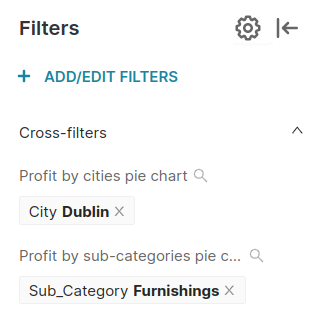 Filters
+ ADD/EDIT FILTERS
Cross-filters
Profit by cities pie chart
City Dublin
Profit by sub-categories pie c...
Sub_Category Furnishings